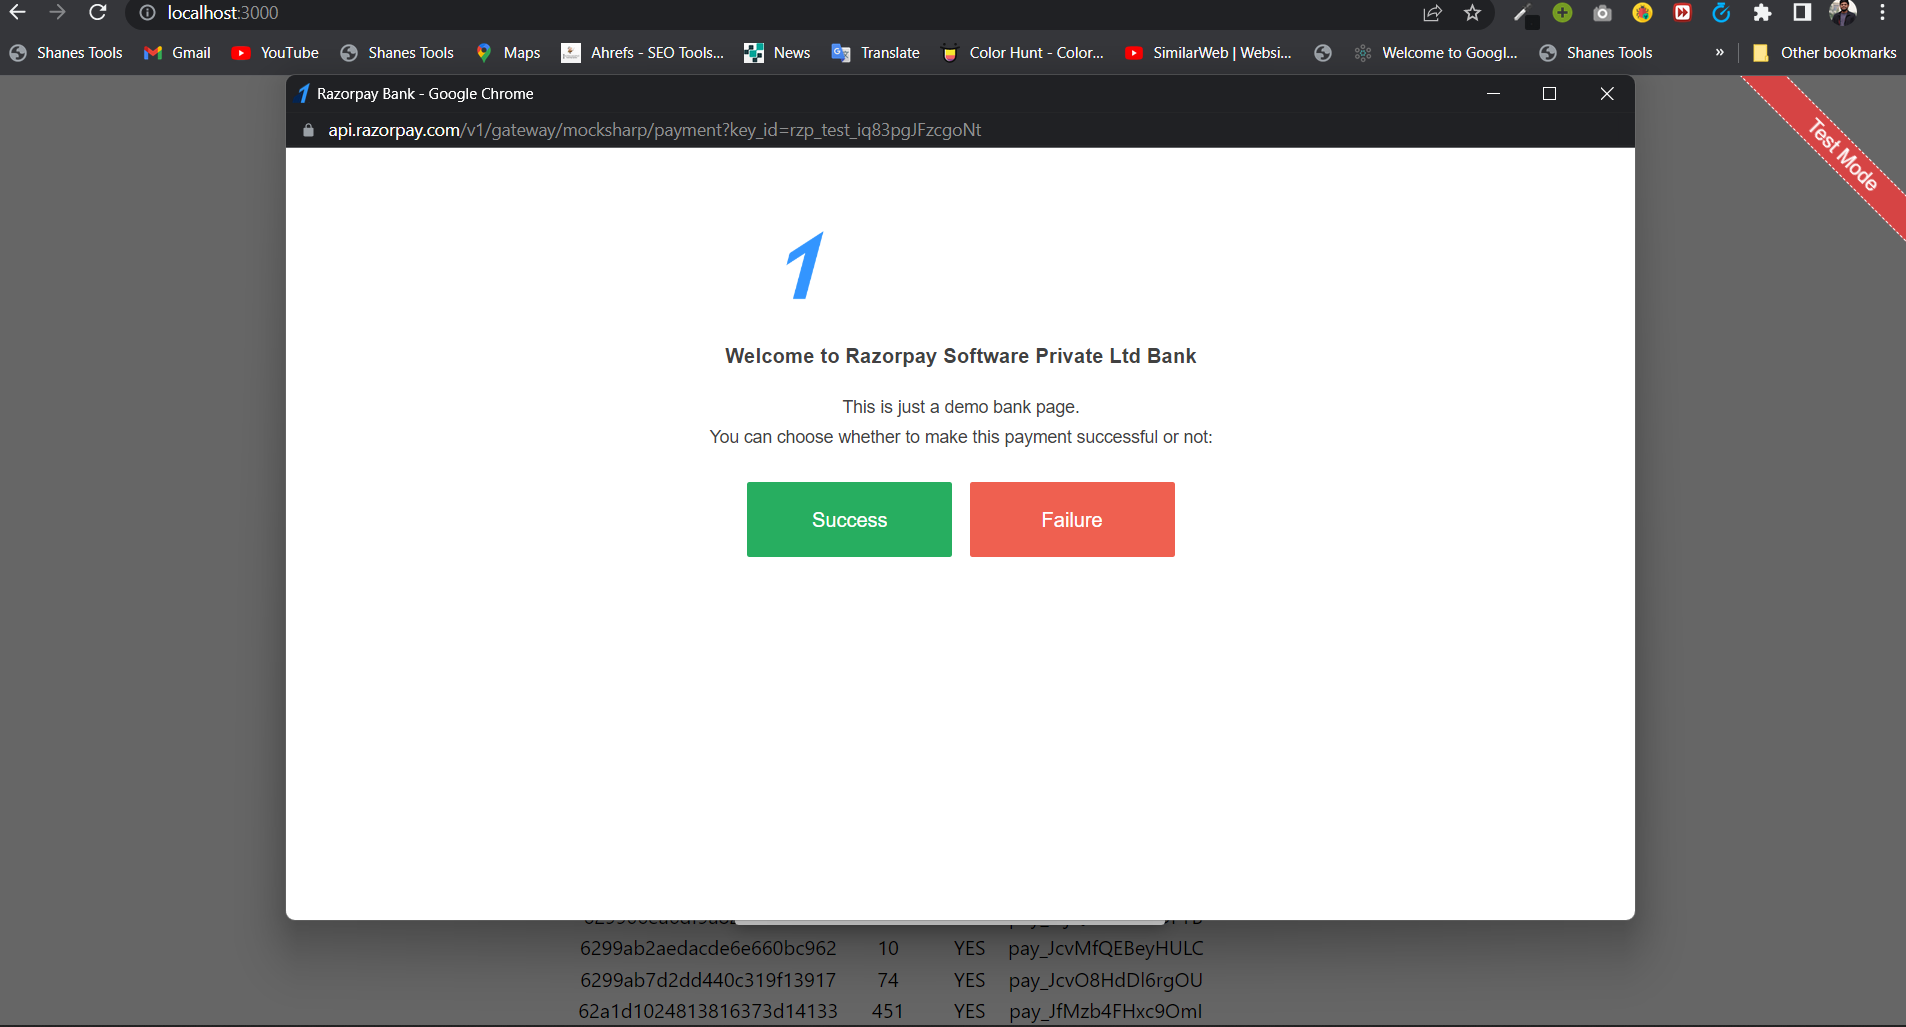 localhost:3000
Shanes Tools Gmail YouTube Shanes Tools Maps Ahrefs - SEO Tools... News Translate Color Hunt - Color... SimilarWeb | Websi... Welcome to Googl... Shanes Tools » Other bookmarks
Razorpay Bank - Google Chrome
api.razorpay.com/v1/gateway/mocksharp/payment?key_id=rzp_test_iq83pgJFzcgoNt
Test Mode
Welcome to Razorpay Software Private Ltd Bank
This is just a demo bank page.
You can choose whether to make this payment successful or not:
Success Failure
6299ab2aedacde6e660bc962 10 YES pay_JcvMfQEBeyHULC
6299ab7d2dd440c319f13917 74 YES pay_JcvO8HdDl6rgOU
62a1d1024813816373d14133 451 YES pay_JfMzb4FHxc9OmI